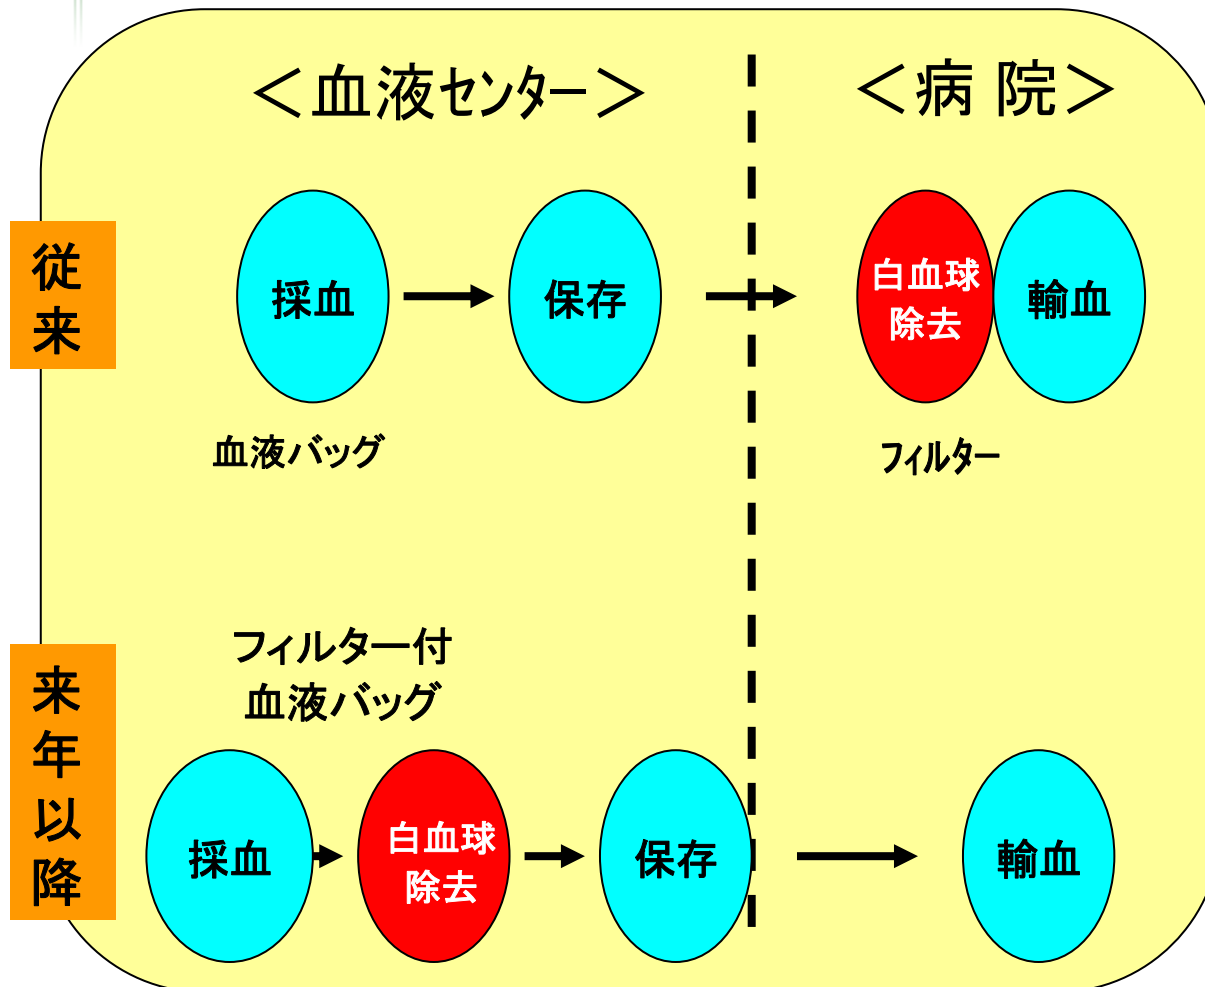 ＜血液センター＞
＜病 院＞
従来
採血
保存
白血球
除去
輸血
血液バッグ
フィルター
来年以降
フィルター付
血液バッグ
採血
白血球
除去
保存
輸血